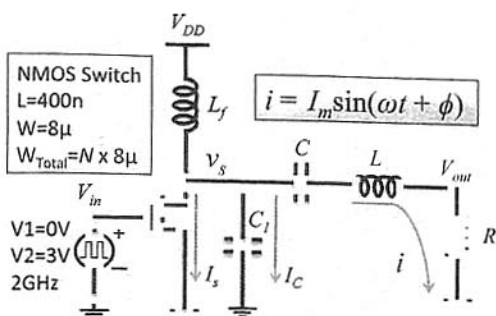 V_DD
NMOS Switch
L=400n
W=8μ
W_Total=N x 8μ
L_f
i = I_m sin(ωt + ϕ)
C
L
v_s
V_out
V_in
V1=0V
V2=3V
2GHz
+
−
C_1
R
I_s
I_C
i